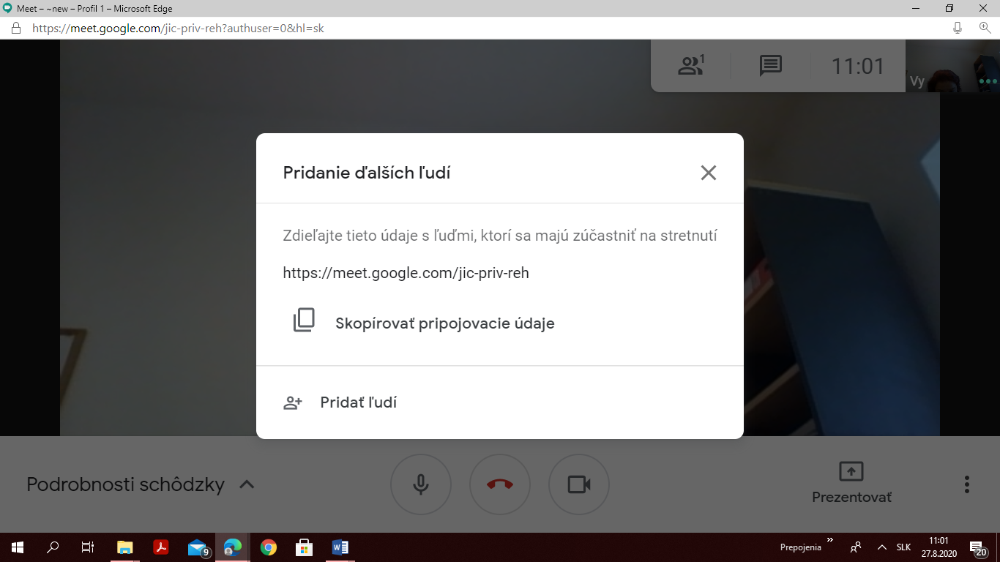 Meet – ~new – Profil 1 – Microsoft Edge
https://meet.google.com/jic-priv-reh?authuser=0&hl=sk
1
11:01
Vy
Pridanie ďalších ľudí
Zdieľajte tieto údaje s ľuďmi, ktorí sa majú zúčastniť na stretnutí
https://meet.google.com/jic-priv-reh
Skopírovať pripojovacie údaje
Pridať ľudí
Podrobnosti schôdzky
Prezentovať
9
Prepojenia
SLK
11:01
27.8.2020
20